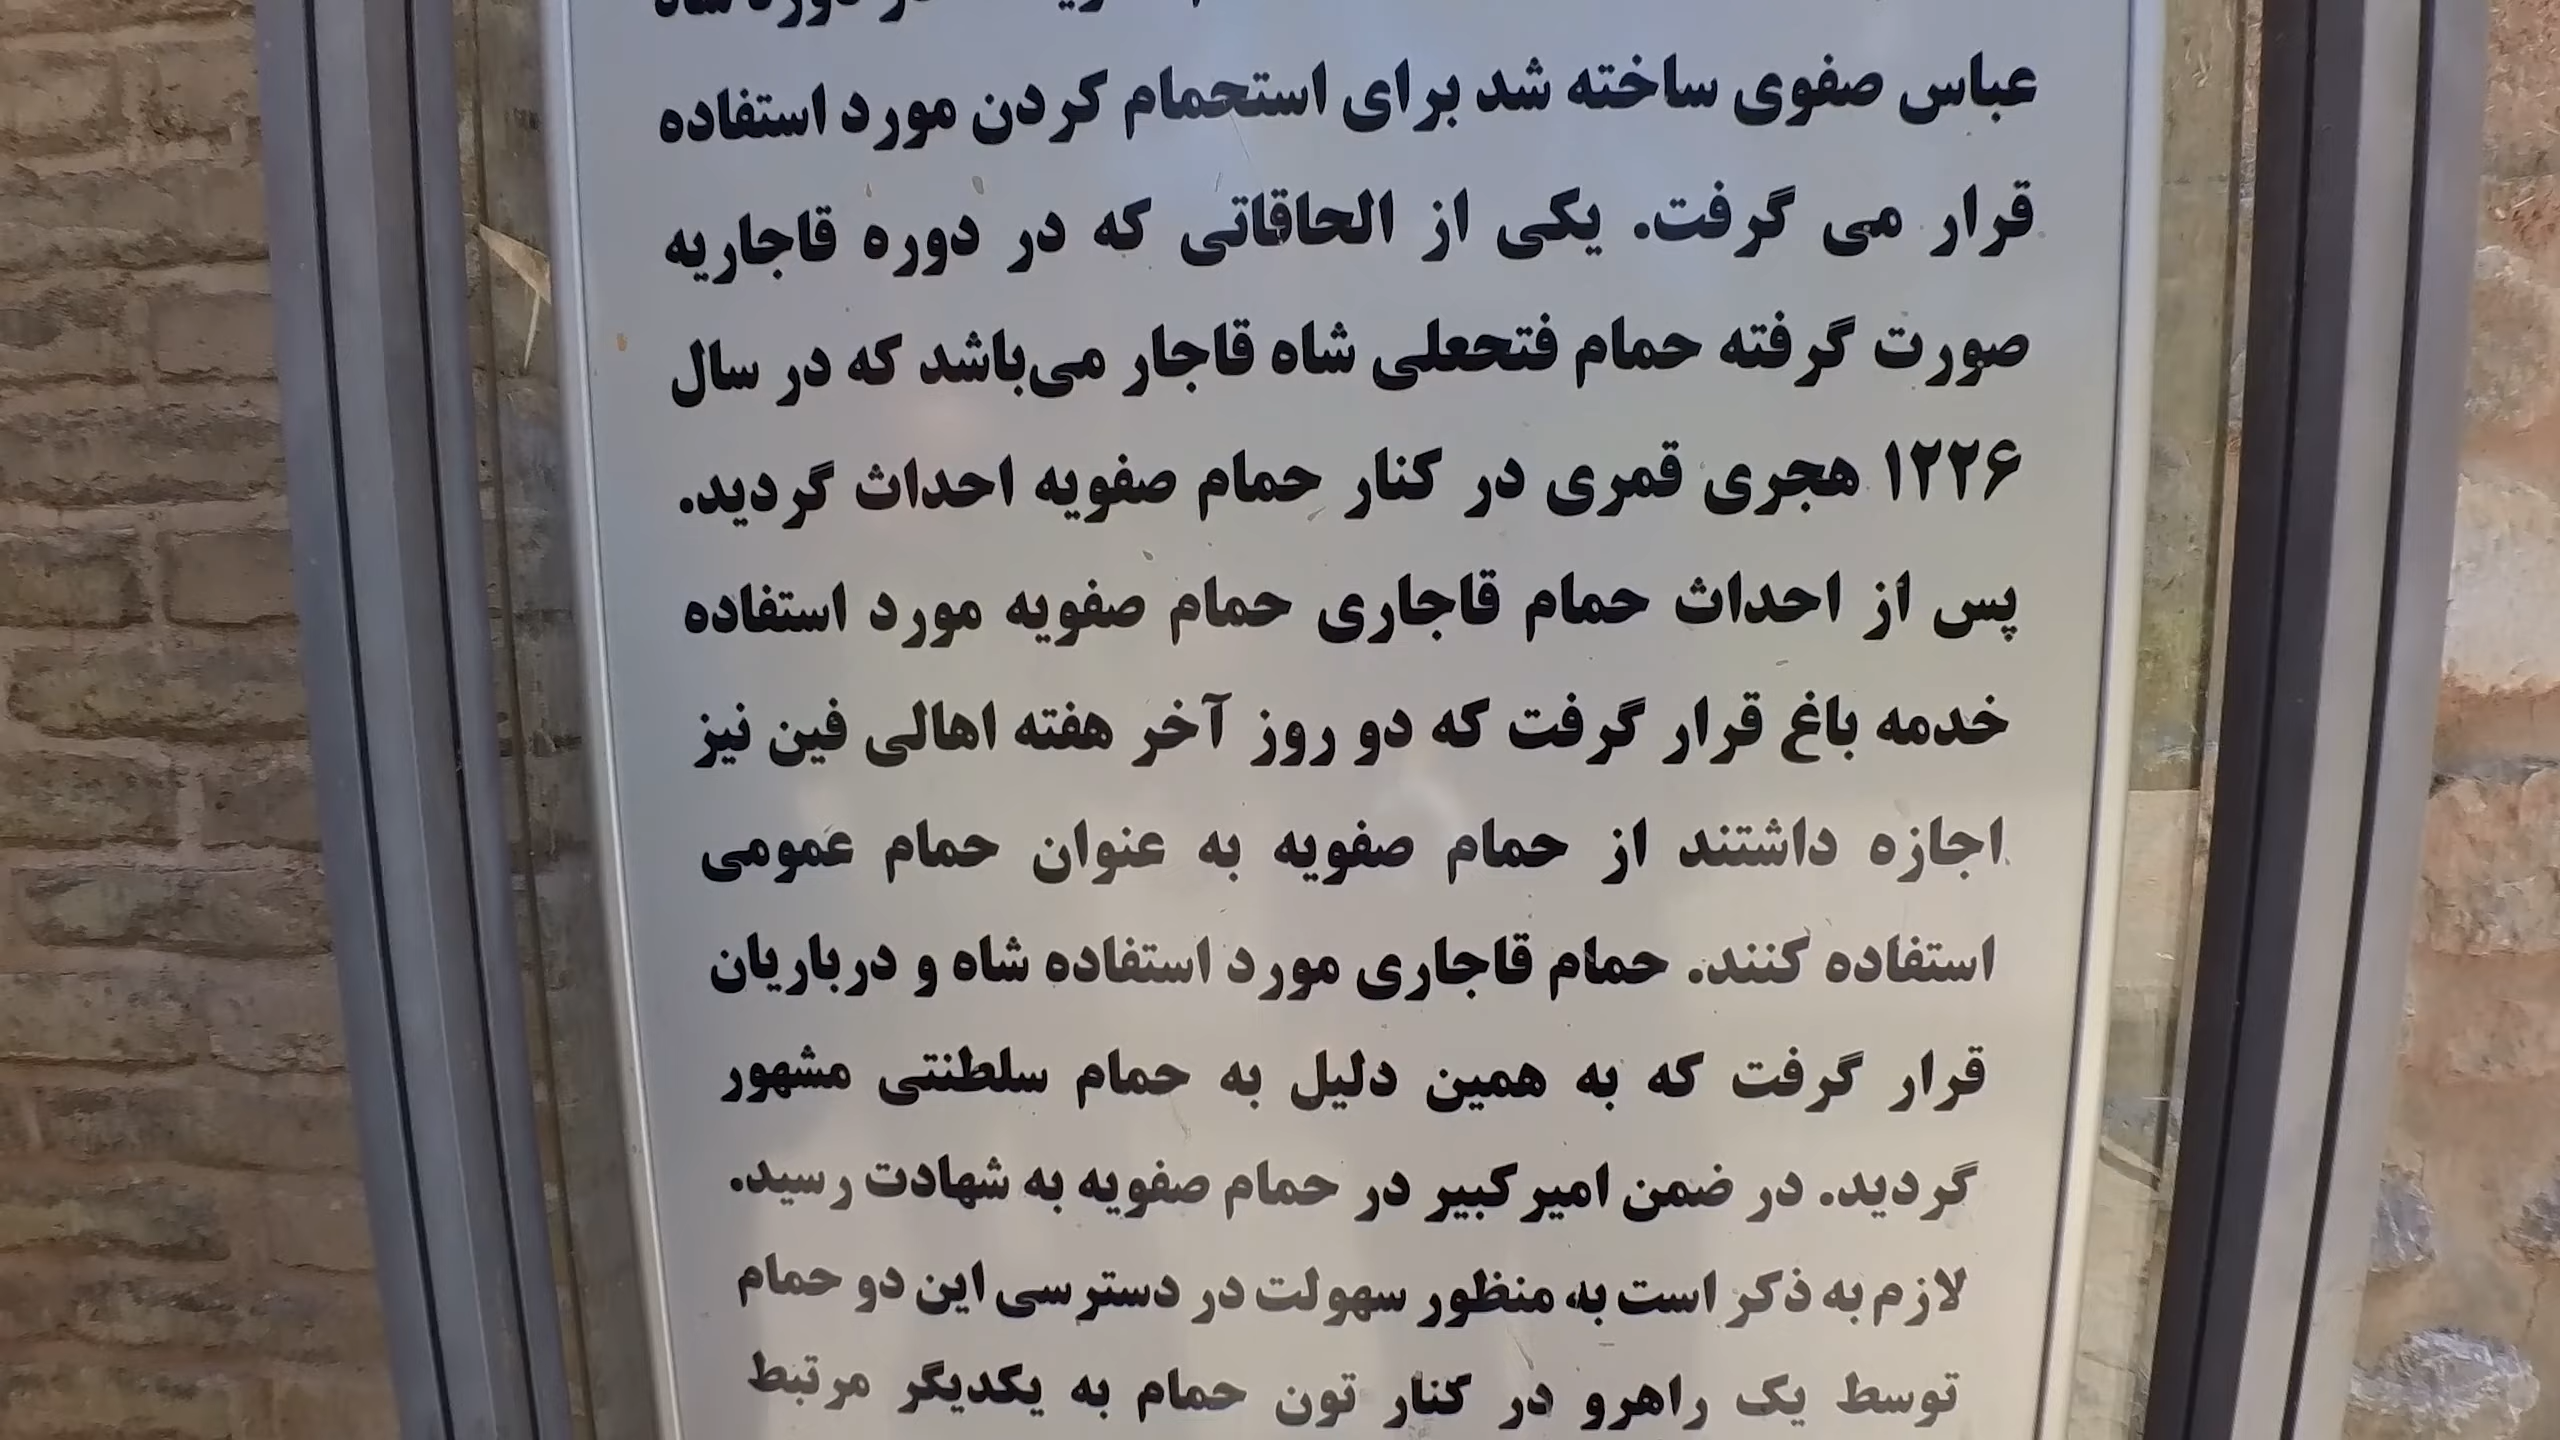 دوره شاه
عباس صفوی ساخته شد برای استحمام کردن مورد استفاده
قرار می گرفت. یکی از الحاقاتی که در دوره قاجاریه
صورت گرفته حمام فتحعلی شاه قاجار می‌باشد که در سال
۱۲۲۶ هجری قمری در کنار حمام صفویه احداث گردید.
پس از احداث حمام قاجاری حمام صفویه مورد استفاده
خدمه باغ قرار گرفت که دو روز آخر هفته اهالی فین نیز
اجازه داشتند از حمام صفویه به عنوان حمام عمومی
استفاده کنند. حمام قاجاری مورد استفاده شاه و درباریان
قرار گرفت که به همین دلیل به حمام سلطنتی مشهور
گردید. در ضمن امیرکبیر در حمام صفویه به شهادت رسید.
لازم به ذکر است به منظور سهولت در دسترسی این دو حمام
توسط یک راهرو در کنار تون حمام به یکدیگر مرتبط